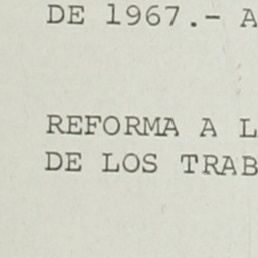 DE 1967.- A
REFORMA A L
DE LOS TRAB